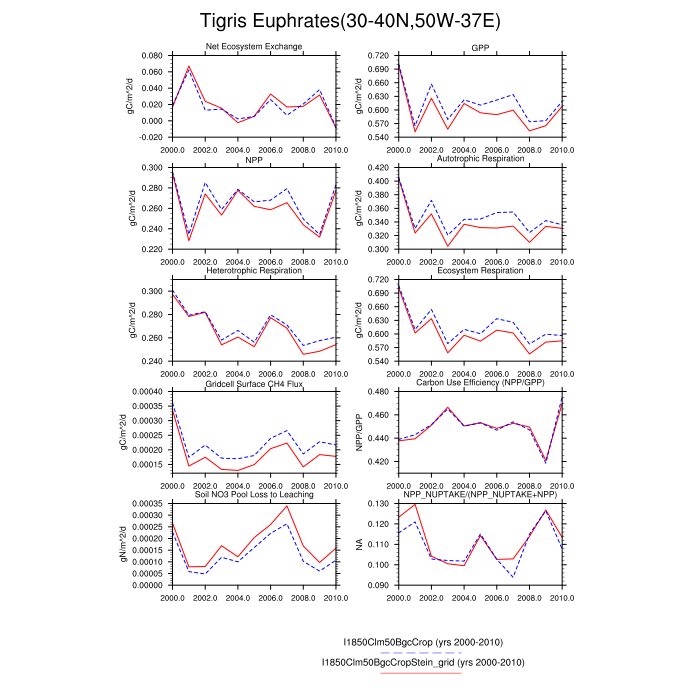 Tigris Euphrates(30-40N,50W-37E)
Net Ecosystem Exchange
GPP
gC/m^2/d
0.080
0.060
0.040
0.020
0.000
-0.020
gC/m^2/d
0.720
0.690
0.660
0.630
0.600
0.570
0.540
2000.0 2002.0 2004.0 2006.0 2008.0 2010.0
2000.0 2002.0 2004.0 2006.0 2008.0 2010.0
NPP
Autotrophic Respiration
gC/m^2/d
0.300
0.280
0.260
0.240
0.220
gC/m^2/d
0.420
0.400
0.380
0.360
0.340
0.320
0.300
2000.0 2002.0 2004.0 2006.0 2008.0 2010.0
2000.0 2002.0 2004.0 2006.0 2008.0 2010.0
Heterotrophic Respiration
Ecosystem Respiration
gC/m^2/d
0.300
0.280
0.260
0.240
gC/m^2/d
0.720
0.690
0.660
0.630
0.600
0.570
0.540
2000.0 2002.0 2004.0 2006.0 2008.0 2010.0
2000.0 2002.0 2004.0 2006.0 2008.0 2010.0
Gridcell Surface CH4 Flux
Carbon Use Efficiency (NPP/GPP)
gC/m^2/d
0.00040
0.00035
0.00030
0.00025
0.00020
0.00015
NPP/GPP
0.480
0.460
0.440
0.420
2000.0 2002.0 2004.0 2006.0 2008.0 2010.0
2000.0 2002.0 2004.0 2006.0 2008.0 2010.0
Soil NO3 Pool Loss to Leaching
NPP_NUPTAKE/(NPP_NUPTAKE+NPP)
gN/m^2/d
0.00035
0.00030
0.00025
0.00020
0.00015
0.00010
0.00005
0.00000
NA
0.130
0.120
0.110
0.100
0.090
2000.0 2002.0 2004.0 2006.0 2008.0 2010.0
2000.0 2002.0 2004.0 2006.0 2008.0 2010.0
I1850Clm50BgcCrop (yrs 2000-2010)
I1850Clm50BgcCropStein_grid (yrs 2000-2010)